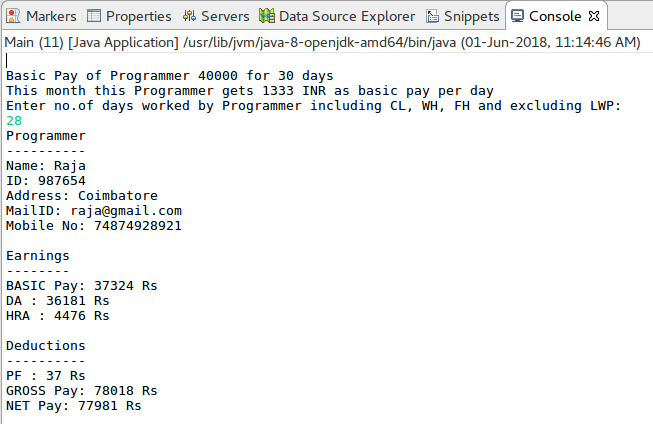 Markers Properties Servers Data Source Explorer Snippets Console
Main (11) [Java Application] /usr/lib/jvm/java-8-openjdk-amd64/bin/java (01-Jun-2018, 11:14:46 AM)
Basic Pay of Programmer 40000 for 30 days
This month this Programmer gets 1333 INR as basic pay per day
Enter no.of days worked by Programmer including CL, WH, FH and excluding LWP:
28
Programmer
----------
Name: Raja
ID: 987654
Address: Coimbatore
MailID: raja@gmail.com
Mobile No: 74874928921
Earnings
--------
BASIC Pay: 37324 Rs
DA : 36181 Rs
HRA : 4476 Rs
Deductions
----------
PF : 37 Rs
GROSS Pay: 78018 Rs
NET Pay: 77981 Rs